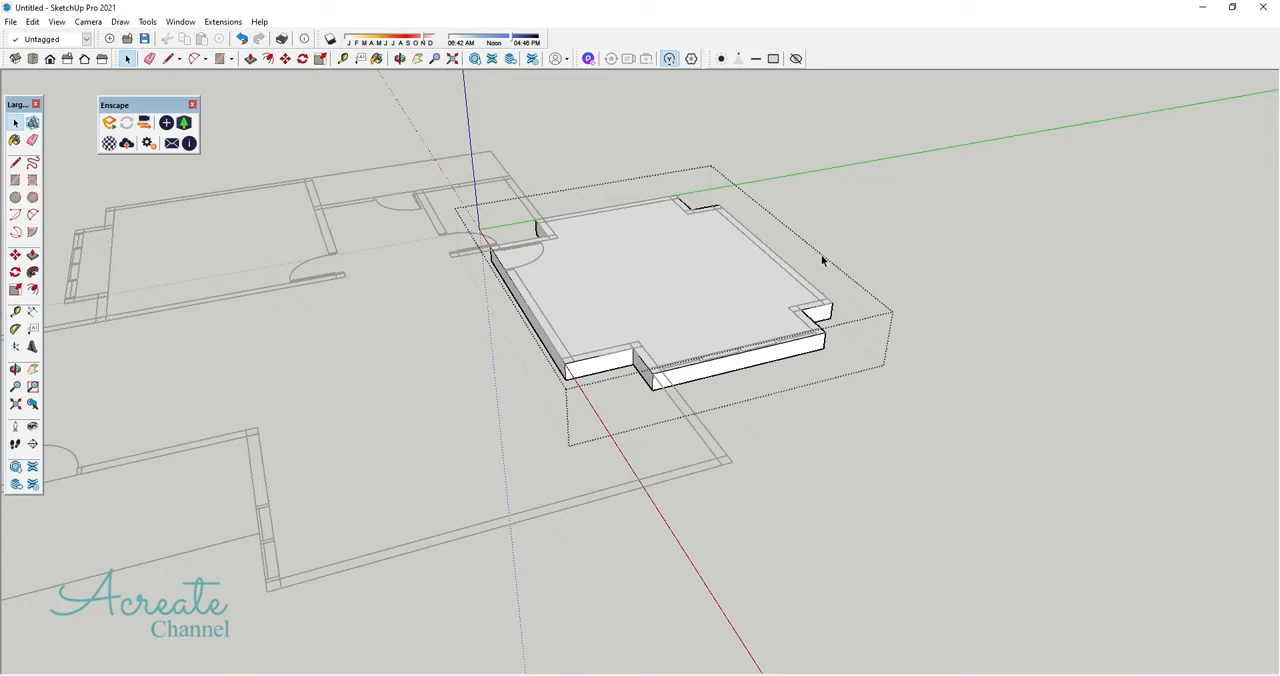 Untitled - SketchUp Pro 2021
File Edit View Camera Draw Tools Window Extensions Help
Untagged
J F M A M J J A S O N D
06:42 AM Noon 04:46 PM
Larg...
Enscape
Acreate
Channel